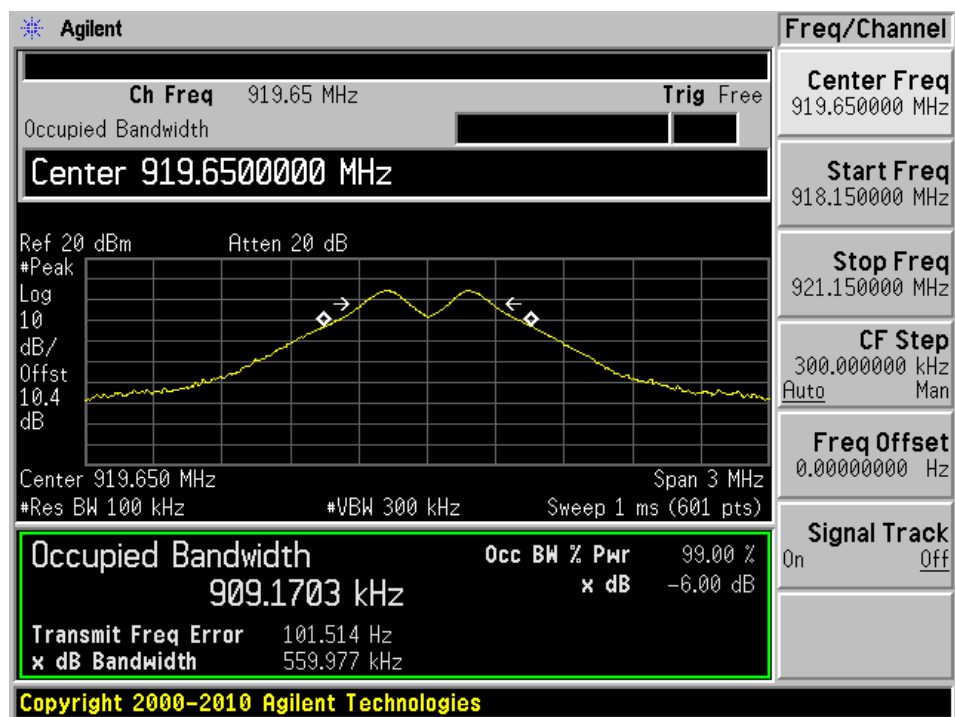 Agilent
Freq/Channel
Ch Freq 919.65 MHz Trig Free
Occupied Bandwidth
Center 919.6500000 MHz
Ref 20 dBm Atten 20 dB
#Peak
Log
10
dB/
Offst
10.4
dB
Center 919.650 MHz Span 3 MHz
#Res BW 100 kHz #VBW 300 kHz Sweep 1 ms (601 pts)
Occupied Bandwidth
909.1703 kHz
Occ BW % Pwr 99.00 %
x dB -6.00 dB
Transmit Freq Error 101.514 Hz
x dB Bandwidth 559.977 kHz
Center Freq
919.650000 MHz
Start Freq
918.150000 MHz
Stop Freq
921.150000 MHz
CF Step
300.000000 kHz
Auto Man
Freq Offset
0.00000000 Hz
Signal Track
On Off
Copyright 2000-2010 Agilent Technologies